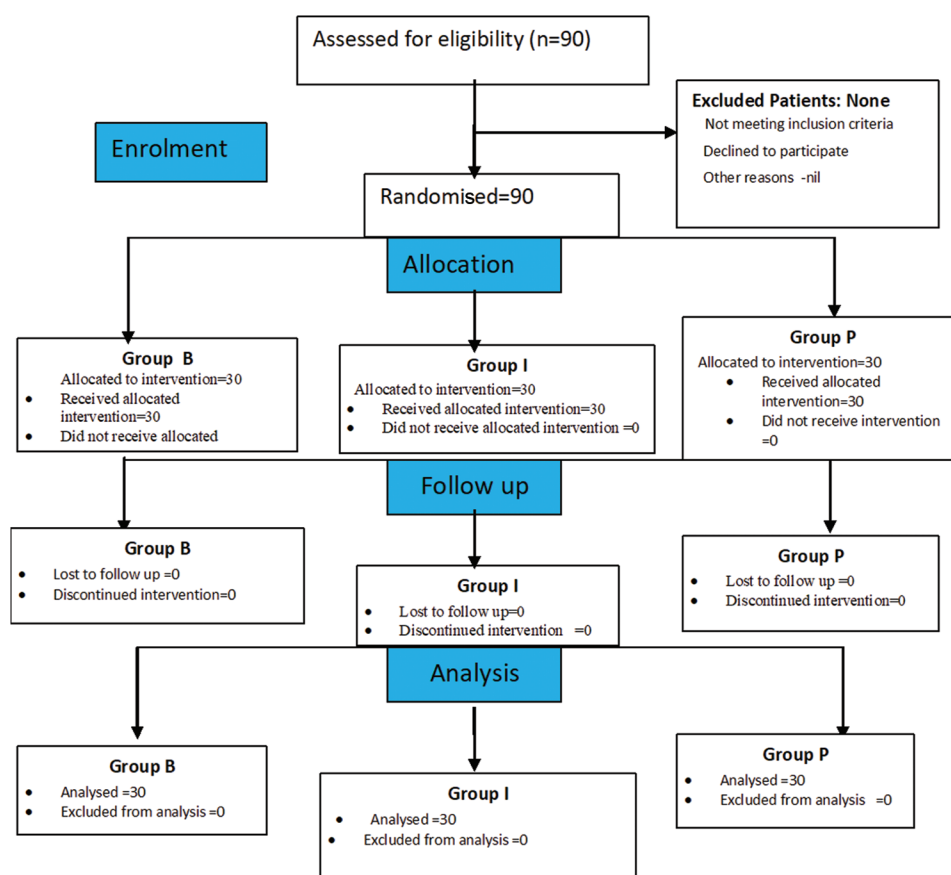 Assessed for eligibility (n=90)
Excluded Patients: None
Not meeting inclusion criteria
Declined to participate
Other reasons -nil
Enrolment
Randomised=90
Allocation
Group B
Allocated to intervention=30
• Received allocated
intervention=30
• Did not receive allocated
Group I
Allocated to intervention=30
• Received allocated intervention=30
• Did not receive allocated intervention =0
Group P
Allocated to intervention=30
• Received allocated
intervention=30
• Did not receive intervention
=0
Follow up
Group B
• Lost to follow up =0
• Discontinued intervention=0
Group I
• Lost to follow up=0
• Discontinued intervention =0
Group P
• Lost to follow up =0
• Discontinued intervention=0
Analysis
Group B
• Analysed =30
• Excluded from analysis =0
Group I
• Analysed =30
• Excluded from analysis =0
Group P
• Analysed =30
• Excluded from analysis =0